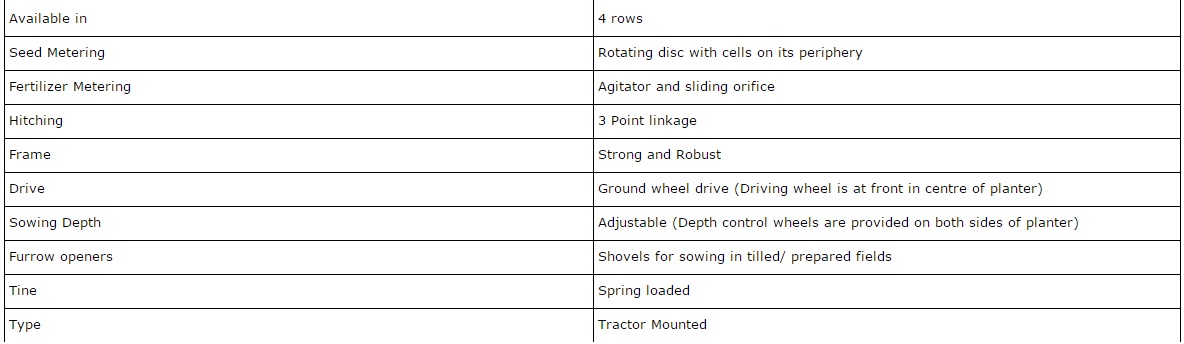 Available in 4 rows
Seed Metering Rotating disc with cells on its periphery
Fertilizer Metering Agitator and sliding orifice
Hitching 3 Point linkage
Frame Strong and Robust
Drive Ground wheel drive (Driving wheel is at front in centre of planter)
Sowing Depth Adjustable (Depth control wheels are provided on both sides of planter)
Furrow openers Shovels for sowing in tilled/ prepared fields
Tine Spring loaded
Type Tractor Mounted